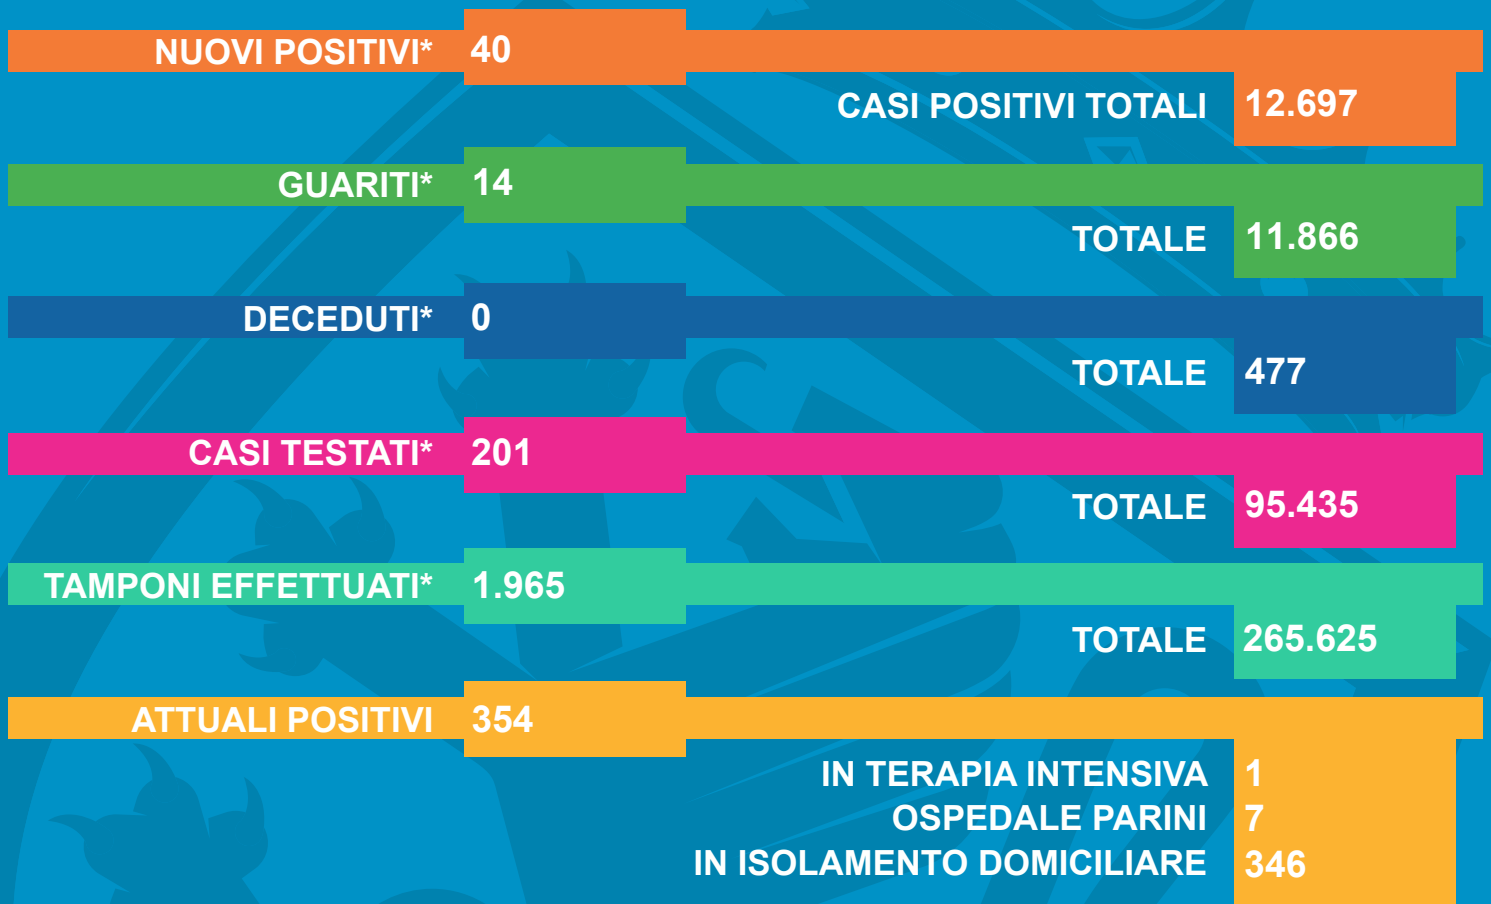 NUOVI POSITIVI* 40
CASI POSITIVI TOTALI 12.697
GUARITI* 14
TOTALE 11.866
DECEDUTI* 0
TOTALE 477
CASI TESTATI* 201
TOTALE 95.435
TAMPONI EFFETTUATI* 1.965
TOTALE 265.625
ATTUALI POSITIVI 354
IN TERAPIA INTENSIVA 1
OSPEDALE PARINI 7
IN ISOLAMENTO DOMICILIARE 346